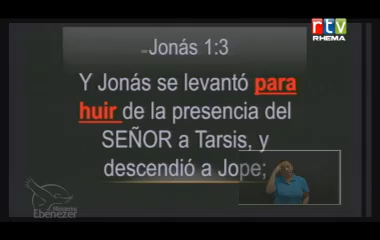 rtv
RHEMA
Jonás 1:3
Y Jonás se levantó para
huir de la presencia del
SEÑOR a Tarsis, y
descendió a Jope;
Ministerios
Ebenezer